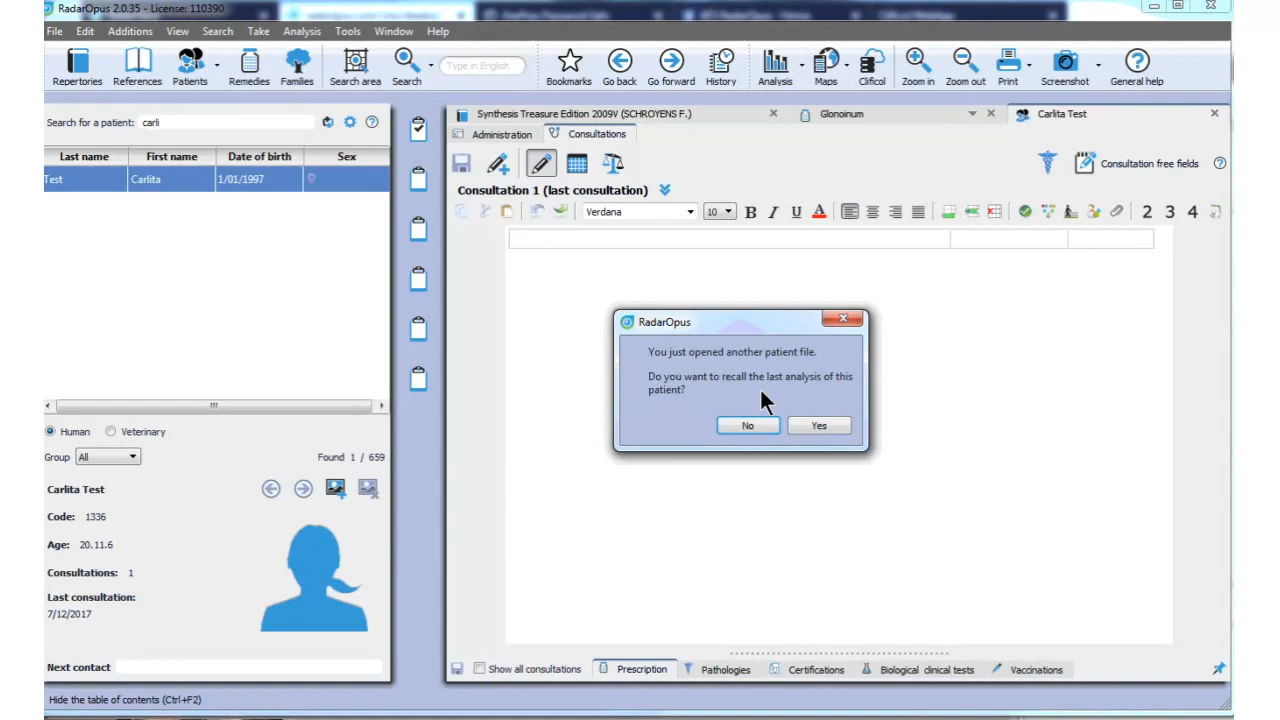 RadarOpus 2.0.35 - License: 110390
File Edit Additions View Search Take Analysis Tools Window Help
Repertories References Patients Remedies Families Search area Search Type in English Bookmarks Go back Go forward History Analysis Maps Clificol Zoom in Zoom out Print Screenshot General help
Search for a patient: carli
Last name First name Date of birth Sex
Test Carlita 1/01/1997
Human Veterinary
Group All Found 1 / 659
Carlita Test
Code: 1336
Age: 20.11.6
Consultations: 1
Last consultation:
7/12/2017
Next contact
Hide the table of contents (Ctrl+F2)
Synthesis Treasure Edition 2009V (SCHROYENS F.) Glonoinum Carlita Test
Administration Consultations
Consultation free fields
Consultation 1 (last consultation)
Verdana 10 B I U A 2 3 4
RadarOpus
You just opened another patient file.
Do you want to recall the last analysis of this
patient?
No Yes
Show all consultations Prescription Pathologies Certifications Biological clinical tests Vaccinations